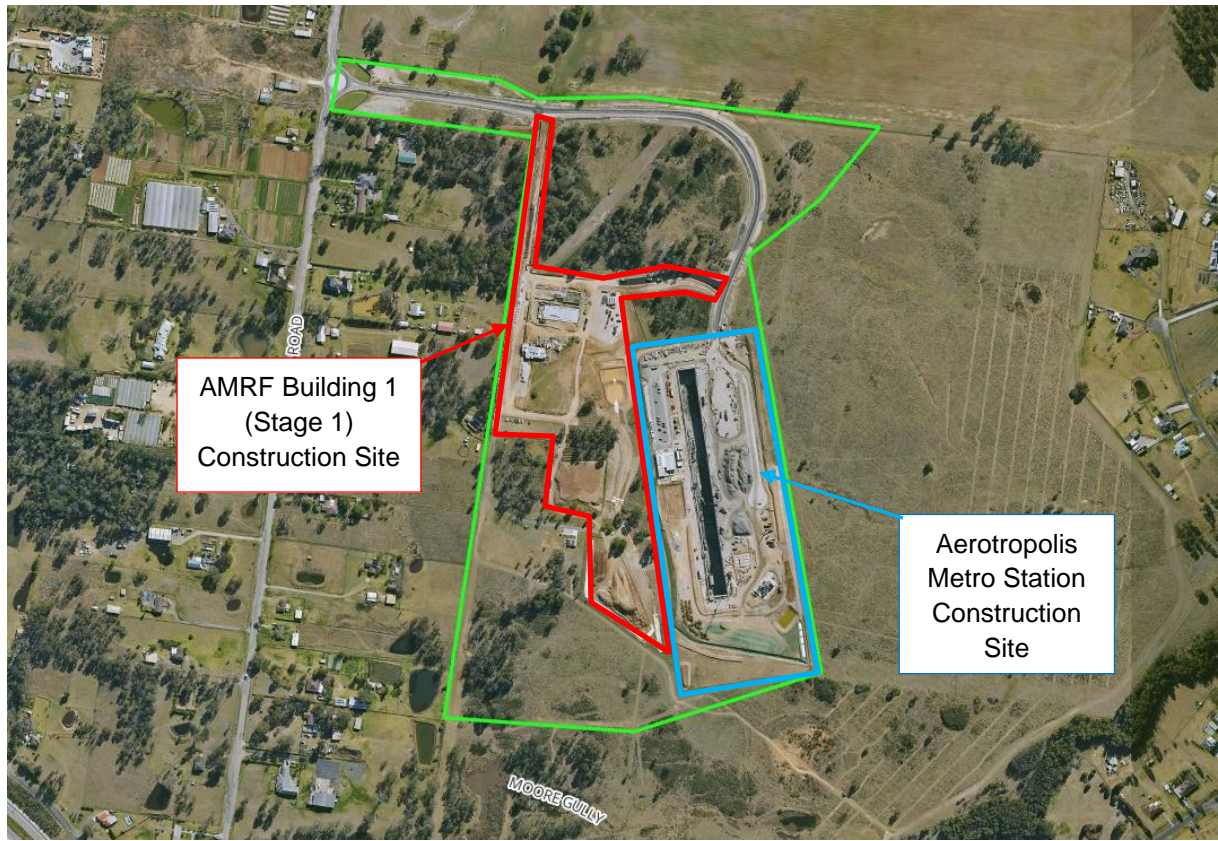 ROAD
AMRF Building 1
(Stage 1)
Construction Site
Aerotropolis
Metro Station
Construction
Site
MOORE GULLY